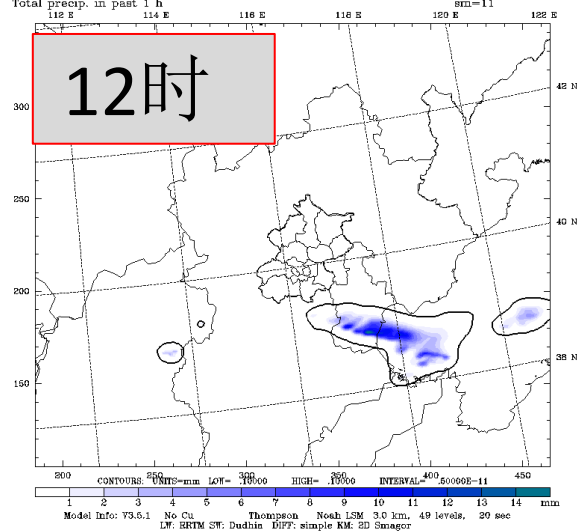 Total precip. in past 1 h sm=11
112 E 114 E 116 E 118 E 120 E 122 E
12时
300
42 N
250
40 N
200
38 N
150
200 250 300 350 400 450
CONTOURS: UNITS=mm LOW= .10000 HIGH= .10000 INTERVAL= .50000E-11
1 2 3 4 5 6 7 8 9 10 11 12 13 14 mm
Model Info: V3.5.1 No Cu Thompson Noah LSM 3.0 km, 49 levels, 20 sec
LW: RRTM SW: Dudhia DIFF: simple KM: 2D Smagor